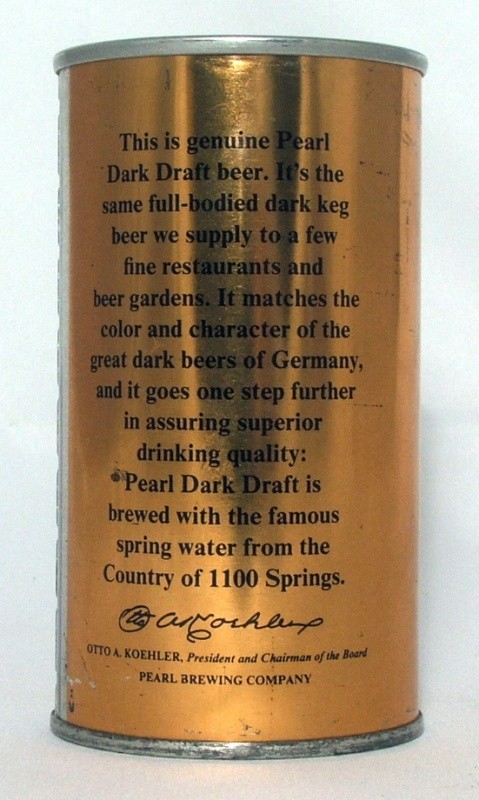 This is genuine Pearl
Dark Draft beer. It's the
same full-bodied dark keg
beer we supply to a few
fine restaurants and
beer gardens. It matches the
color and character of the
great dark beers of Germany,
and it goes one step further
in assuring superior
drinking quality:
Pearl Dark Draft is
brewed with the famous
spring water from the
Country of 1100 Springs.
Otto A. Koehler
OTTO A. KOEHLER, President and Chairman of the Board
PEARL BREWING COMPANY